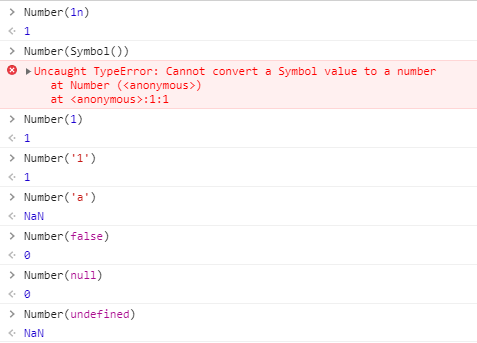 Number(1n)
1
Number(Symbol())
Uncaught TypeError: Cannot convert a Symbol value to a number
at Number (<anonymous>)
at <anonymous>:1:1
Number(1)
1
Number('1')
1
Number('a')
NaN
Number(false)
0
Number(null)
0
Number(undefined)
NaN